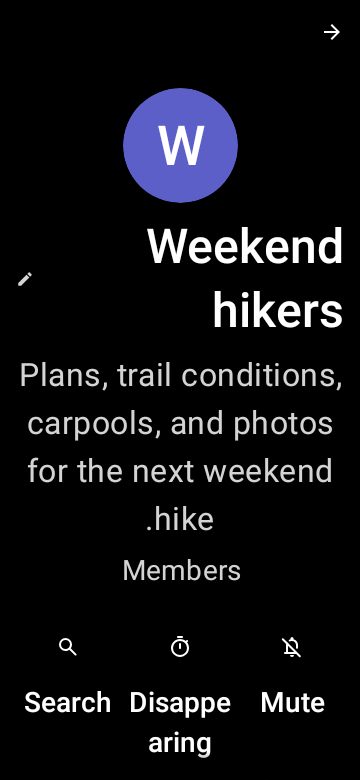 W
Weekend
hikers
Plans, trail conditions,
carpools, and photos
for the next weekend
.hike
Members
Search
Disappe
aring
Mute